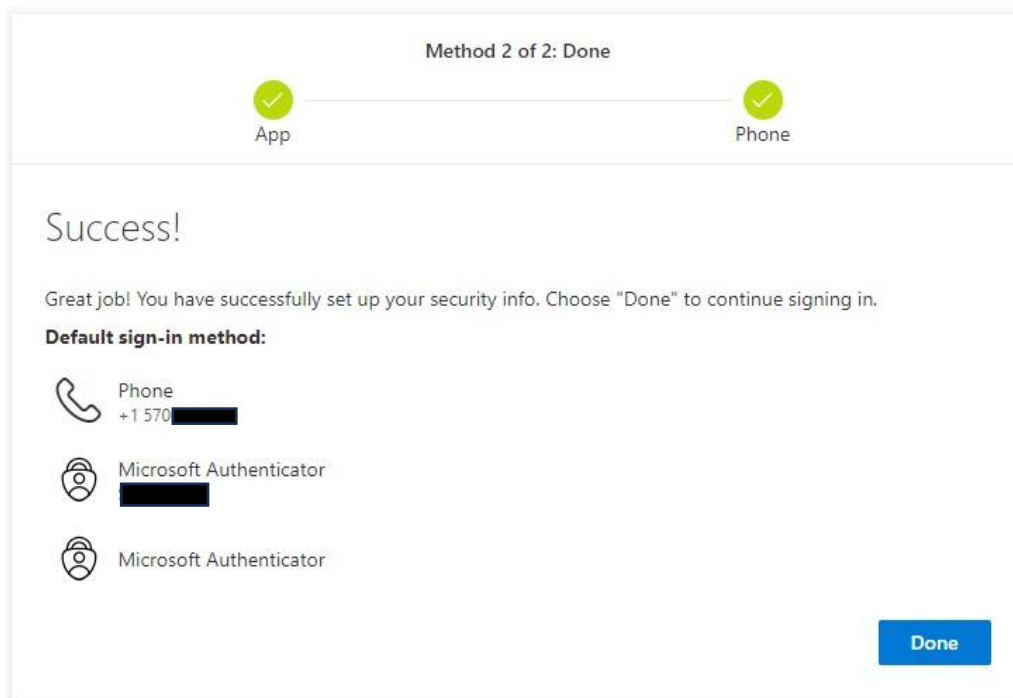 Method 2 of 2: Done
App
Phone
Success!
Great job! You have successfully set up your security info. Choose "Done" to continue signing in.
Default sign-in method:
Phone
+1 570
Microsoft Authenticator
Microsoft Authenticator
Done